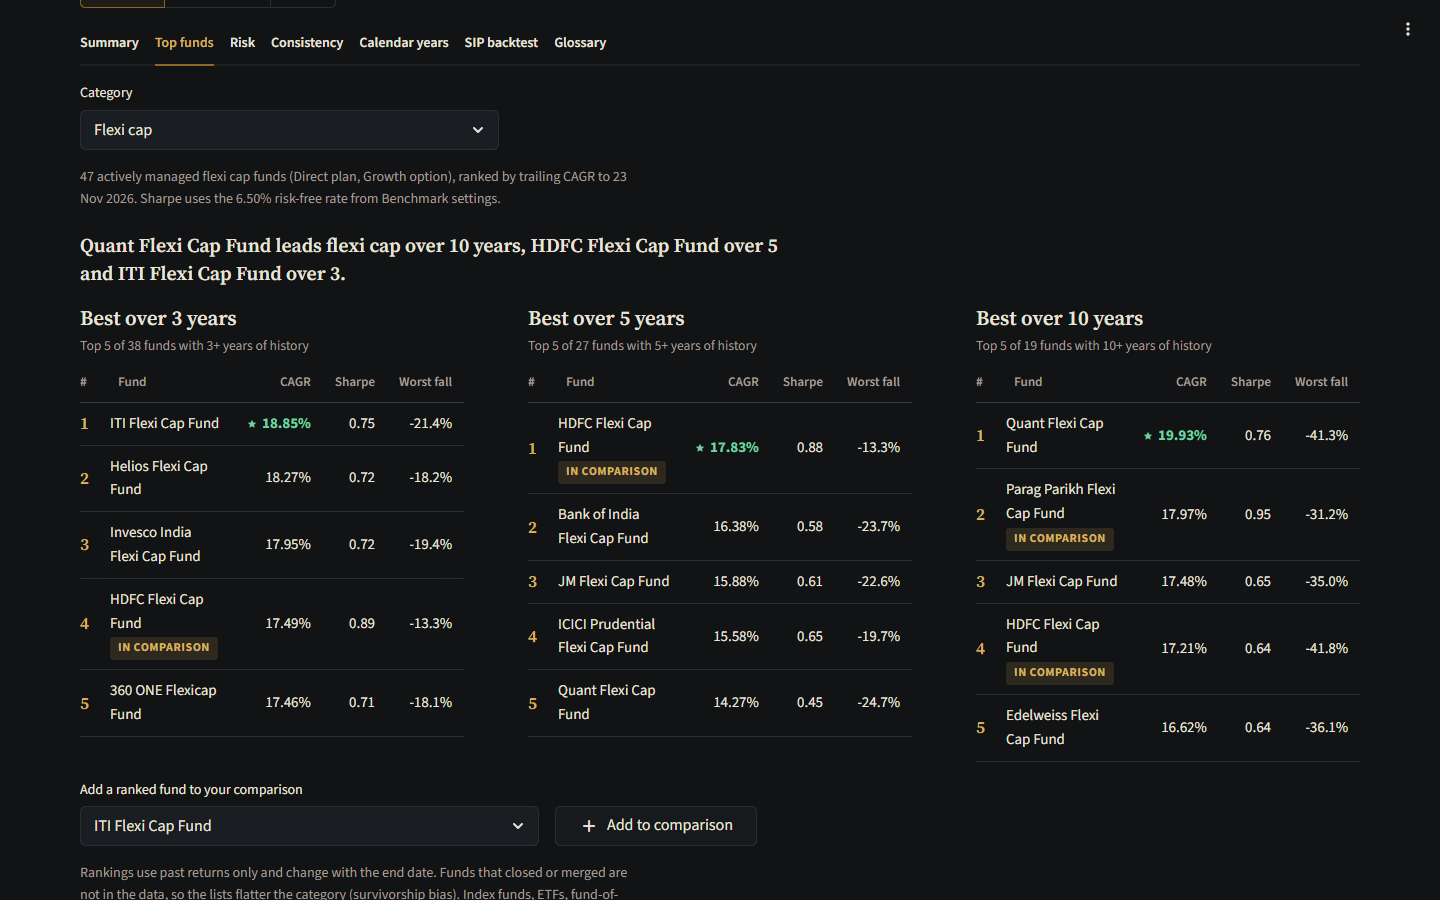 Summary Top funds Risk Consistency Calendar years SIP backtest Glossary
Category
Flexi cap
47 actively managed flexi cap funds (Direct plan, Growth option), ranked by trailing CAGR to 23
Nov 2026. Sharpe uses the 6.50% risk-free rate from Benchmark settings.
Quant Flexi Cap Fund leads flexi cap over 10 years, HDFC Flexi Cap Fund over 5
and ITI Flexi Cap Fund over 3.
Best over 3 years
Top 5 of 38 funds with 3+ years of history
# Fund CAGR Sharpe Worst fall
1 ITI Flexi Cap Fund ★ 18.85% 0.75 -21.4%
2 Helios Flexi Cap
Fund 18.27% 0.72 -18.2%
3 Invesco India
Flexi Cap Fund 17.95% 0.72 -19.4%
4 HDFC Flexi Cap
Fund 17.49% 0.89 -13.3%
IN COMPARISON
5 360 ONE Flexicap
Fund 17.46% 0.71 -18.1%
Best over 5 years
Top 5 of 27 funds with 5+ years of history
# Fund CAGR Sharpe Worst fall
1 HDFC Flexi Cap
Fund ★ 17.83% 0.88 -13.3%
IN COMPARISON
2 Bank of India
Flexi Cap Fund 16.38% 0.58 -23.7%
3 JM Flexi Cap Fund 15.88% 0.61 -22.6%
4 ICICI Prudential
Flexi Cap Fund 15.58% 0.65 -19.7%
5 Quant Flexi Cap
Fund 14.27% 0.45 -24.7%
Best over 10 years
Top 5 of 19 funds with 10+ years of history
# Fund CAGR Sharpe Worst fall
1 Quant Flexi Cap
Fund ★ 19.93% 0.76 -41.3%
2 Parag Parikh Flexi
Cap Fund 17.97% 0.95 -31.2%
IN COMPARISON
3 JM Flexi Cap Fund 17.48% 0.65 -35.0%
4 HDFC Flexi Cap
Fund 17.21% 0.64 -41.8%
IN COMPARISON
5 Edelweiss Flexi
Cap Fund 16.62% 0.64 -36.1%
Add a ranked fund to your comparison
ITI Flexi Cap Fund + Add to comparison
Rankings use past returns only and change with the end date. Funds that closed or merged are
not in the data, so the lists flatter the category (survivorship bias). Index funds, ETFs, fund-of-